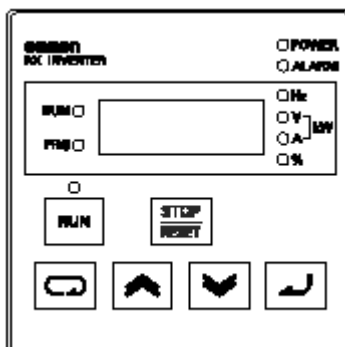 omron
RX INVERTER
POWER
ALARM
RUN
PRG
Hz
V
A
kW
%
RUN
STOP
RESET